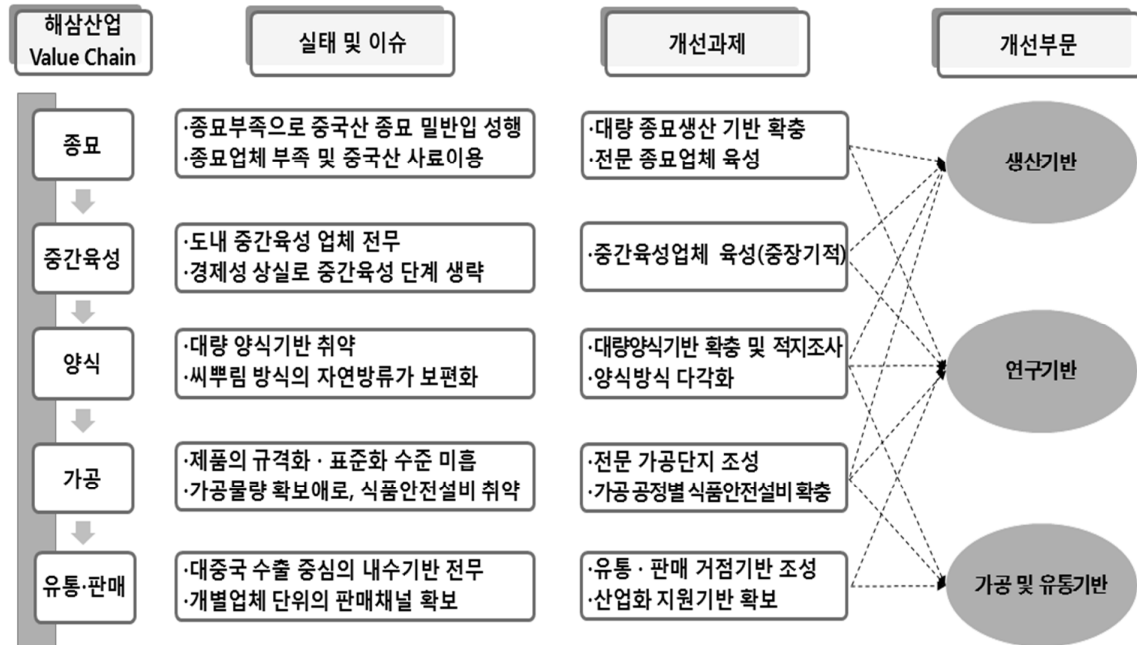 해삼산업
Value Chain
실태 및 이슈
개선과제
개선부문
종묘
·종묘부족으로 중국산 종묘 밀반입 성행
·종묘업체 부족 및 중국산 사료이용
·대량 종묘생산 기반 확충
·전문 종묘업체 육성
생산기반
중간육성
·도내 중간육성 업체 전무
·경제성 상실로 중간육성 단계 생략
·중간육성업체 육성(중장기적)
양식
·대량 양식기반 취약
·씨뿌림 방식의 자연방류가 보편화
·대량양식기반 확충 및 적지조사
·양식방식 다각화
연구기반
가공
·제품의 규격화 · 표준화 수준 미흡
·가공물량 확보애로, 식품안전설비 취약
·전문 가공단지 조성
·가공 공정별 식품안전설비 확충
유통·판매
·대중국 수출 중심의 내수기반 전무
·개별업체 단위의 판매채널 확보
·유통 · 판매 거점기반 조성
·산업화 지원기반 확보
가공 및 유통기반